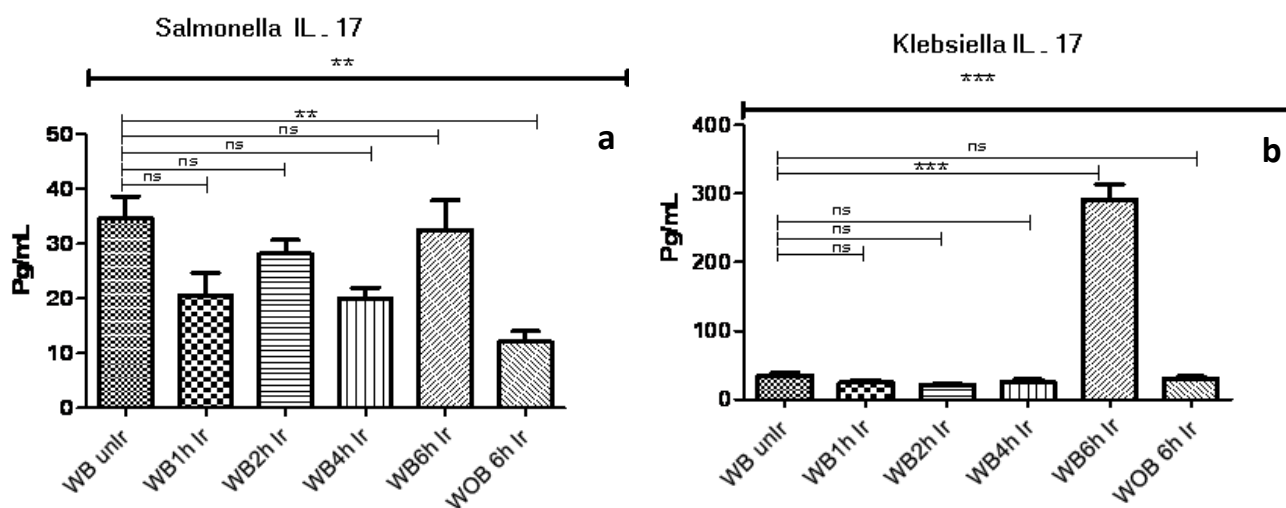 Salmonella IL - 17
**
**
ns
ns
ns
ns
a
50
40
30
20
10
0
Pg/mL
WB unIr
WB1h Ir
WB2h Ir
WB4h Ir
WB6h Ir
WOB 6h Ir
Klebsiella IL - 17
***
ns
***
ns
ns
ns
b
400
300
200
100
0
Pg/mL
WB unIr
WB1h Ir
WB2h Ir
WB4h Ir
WB6h Ir
WOB 6h Ir